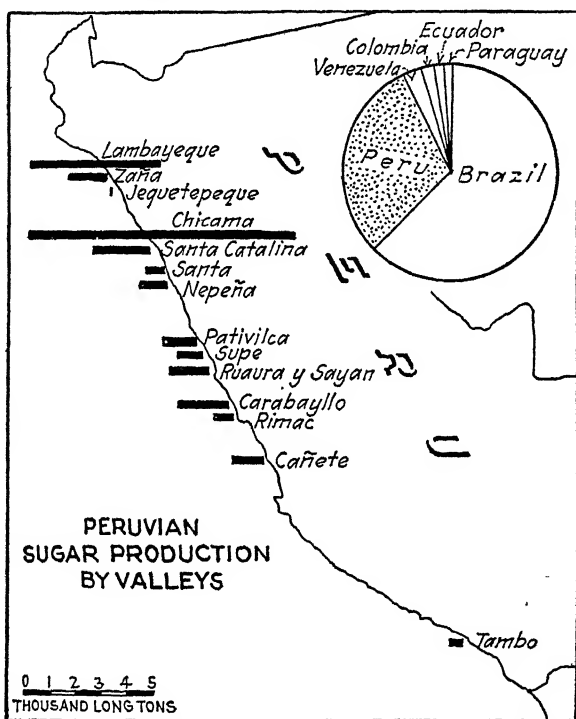 Ecuador
Colombia
Paraguay
Venezuela
Peru
Brazil
Lambayeque
Zaña
Jequetepeque
Chicama
Santa Catalina
Santa
Nepeña
Pativilca
Supe
Ruaura y Sayan
Carabayllo
Rimac
Cañete
PERUVIAN
SUGAR PRODUCTION
BY VALLEYS
Tambo
0 1 2 3 4 5
THOUSAND LONG TONS